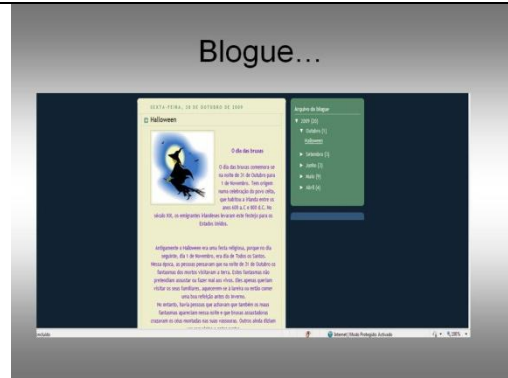 Blogue...
SEXTA-FEIRA, DE OUTUBRO DE 2009
Halloween
O dia das bruxas
O dia das bruxas comemora-se
na noite de 31 de Outubro para
1 de Novembro. Tem origem
numa celebração do povo celta,
que habitou a Irlanda entre os
anos 600 a.C e 800 d.C. No
século XIX, os emigrantes irlandeses levaram este festejo para os
Estados Unidos.
Antigamente o Halloween era uma festa religiosa, porque no dia
seguinte, dia 1 de Novembro, era dia de Todos os Santos.
Nessa época, as pessoas pensavam que na noite de 31 de Outubro os
fantasmas dos mortos visitavam a terra. Estes fantasmas não
pretendiam assustar ou fazer mal aos vivos. Eles apenas queriam
visitar os seus familiares, aquecerem-se à lareira ou então comer
uma boa refeição antes do Inverno.
No entanto, havia pessoas que achavam que também os maus
fantasmas apareciam nessa noite e que bruxas assustadoras
cruzavam os céus montadas nas suas vassouras. Outros ainda diziam
Arquivo do blogue
▼ 2009 (20)
▼ Outubro (1)
Halloween
► Setembro (3)
► Junho (3)
► Maio (9)
► Abril (4)
Internet | Modo Protegido: Activado